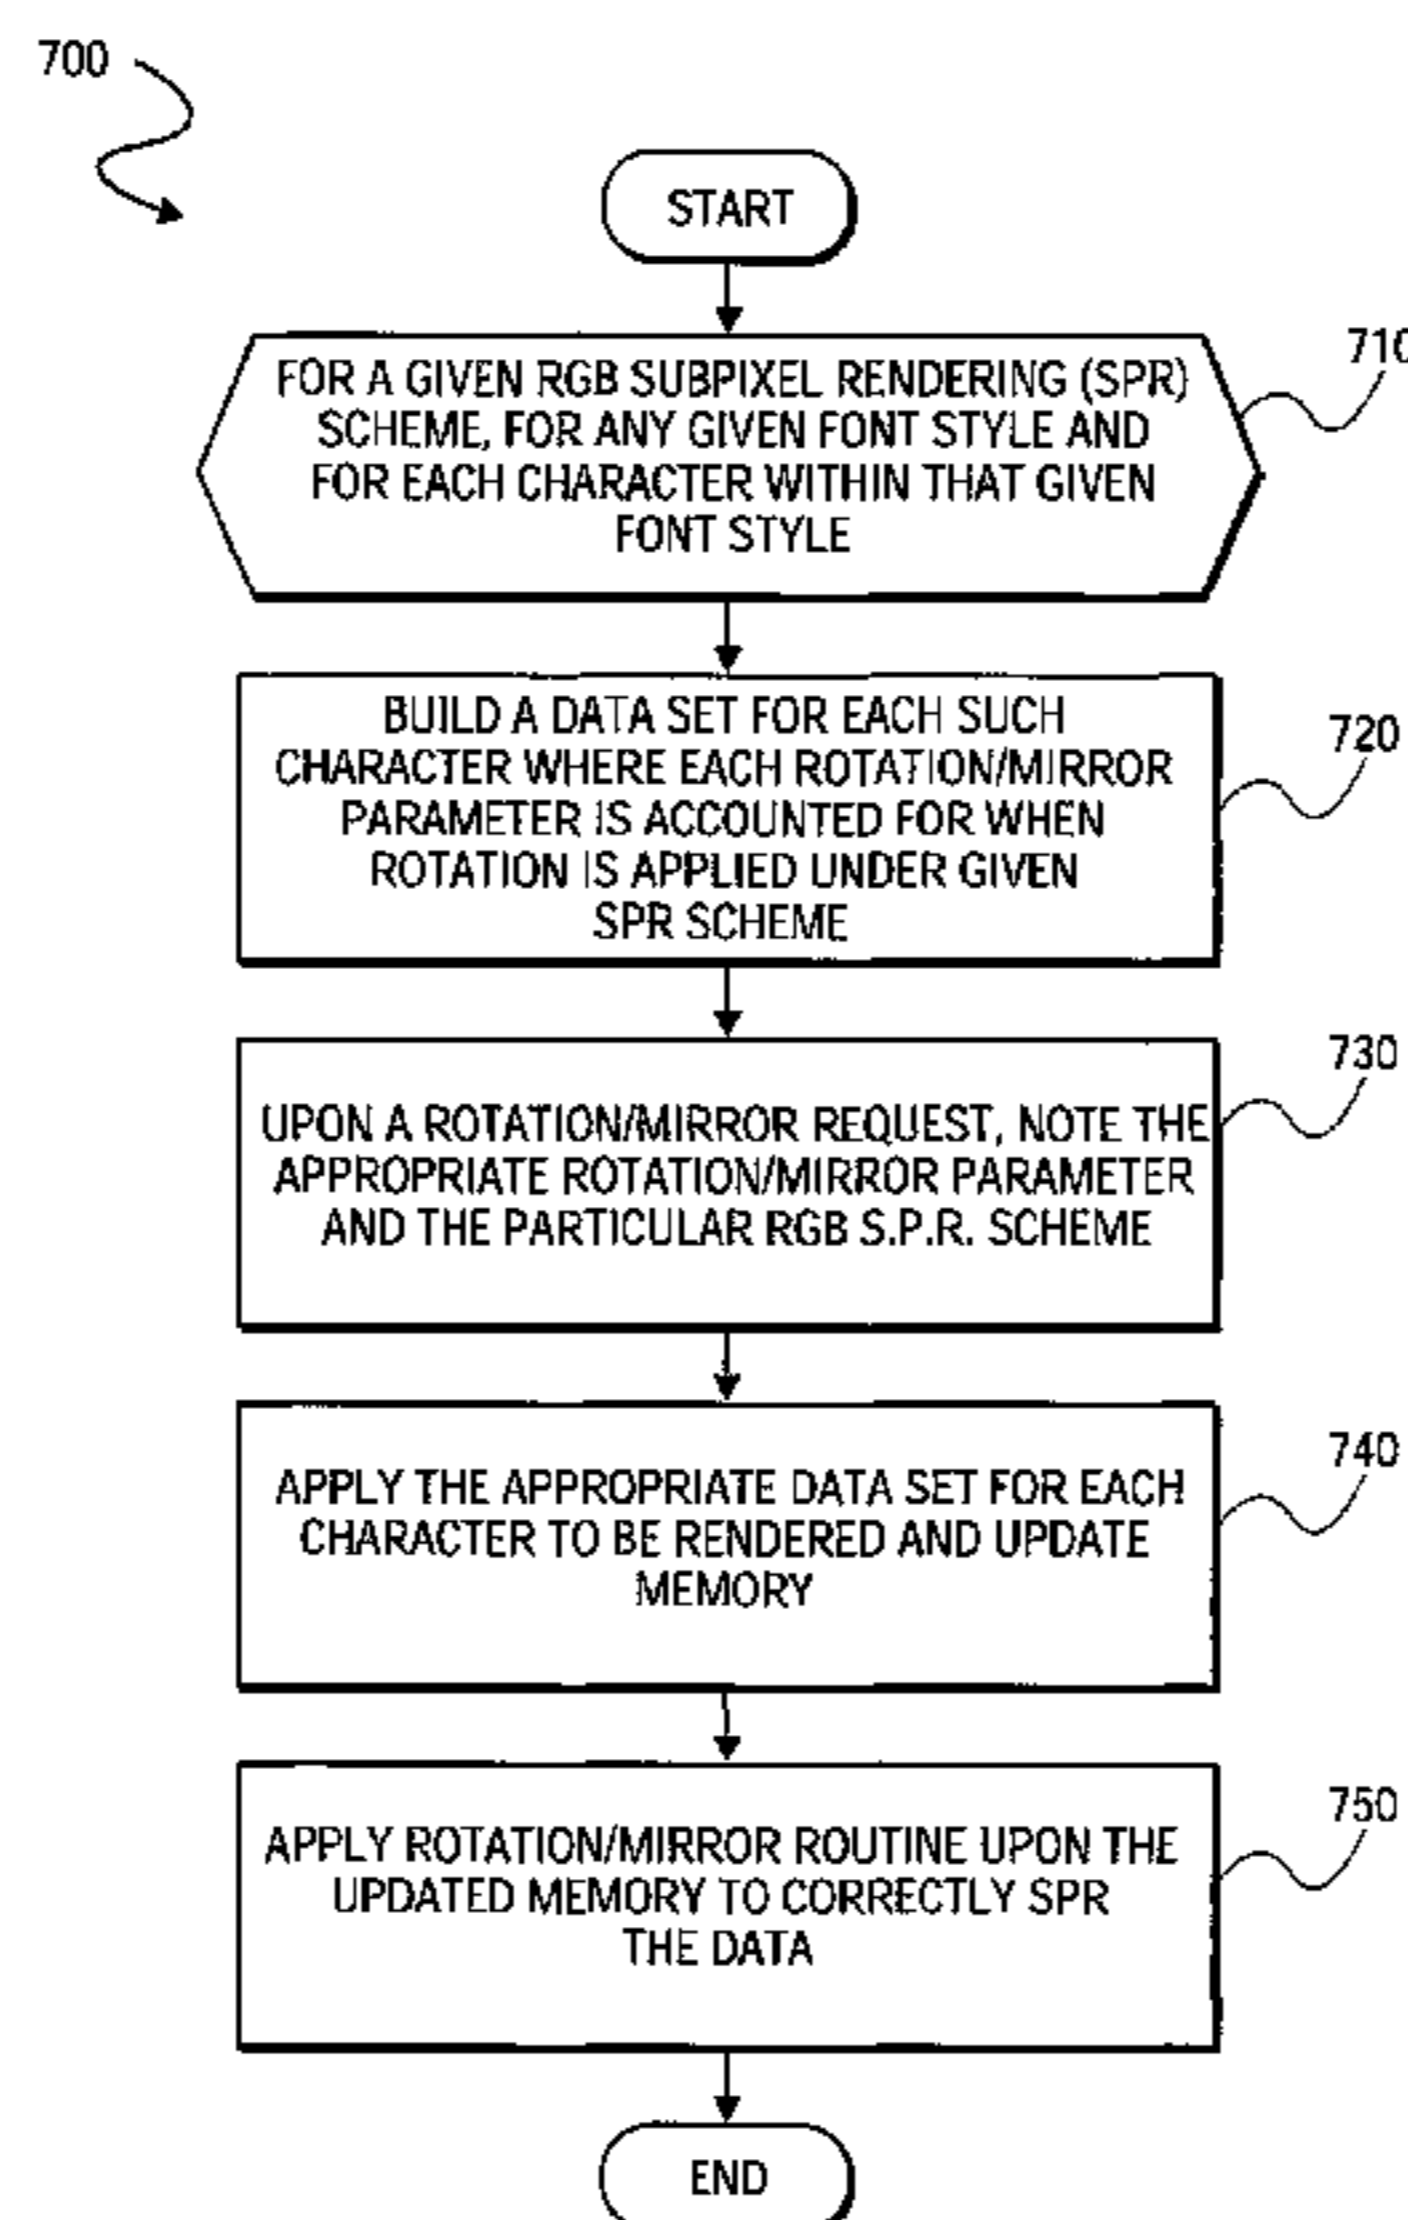 700
START
710
FOR A GIVEN RGB SUBPIXEL RENDERING (SPR)
SCHEME, FOR ANY GIVEN FONT STYLE AND
FOR EACH CHARACTER WITHIN THAT GIVEN
FONT STYLE
720
BUILD A DATA SET FOR EACH SUCH
CHARACTER WHERE EACH ROTATION/MIRROR
PARAMETER IS ACCOUNTED FOR WHEN
ROTATION IS APPLIED UNDER GIVEN
SPR SCHEME
730
UPON A ROTATION/MIRROR REQUEST, NOTE THE
APPROPRIATE ROTATION/MIRROR PARAMETER
AND THE PARTICULAR RGB S.P.R. SCHEME
740
APPLY THE APPROPRIATE DATA SET FOR EACH
CHARACTER TO BE RENDERED AND UPDATE
MEMORY
750
APPLY ROTATION/MIRROR ROUTINE UPON THE
UPDATED MEMORY TO CORRECTLY SPR
THE DATA
END